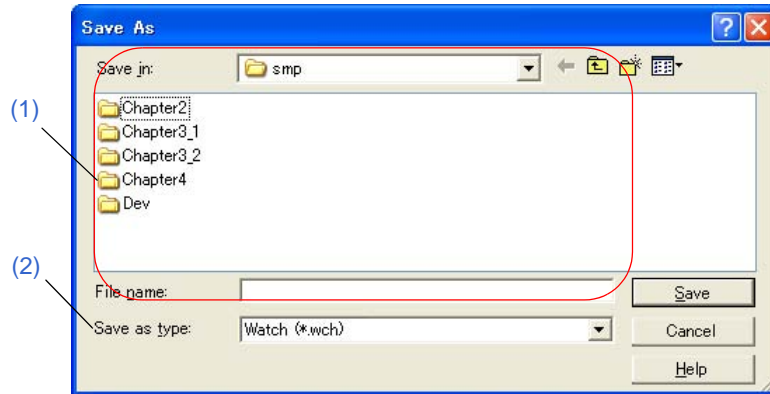 Save As
Save in: smp
(1)
Chapter2
Chapter3_1
Chapter3_2
Chapter4
Dev
(2)
File name: Save
Save as type: Watch (*.wch) Cancel
Help